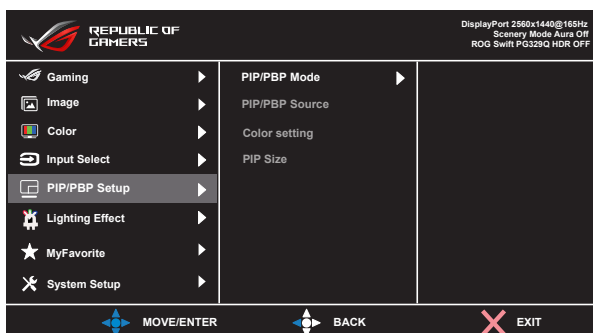 REPUBLIC OF
GAMERS
DisplayPort 2560x1440@165Hz
Scenery Mode Aura Off
ROG Swift PG329Q HDR OFF
Gaming
Image
Color
Input Select
PIP/PBP Setup
Lighting Effect
MyFavorite
System Setup
PIP/PBP Mode
PIP/PBP Source
Color setting
PIP Size
MOVE/ENTER
BACK
EXIT